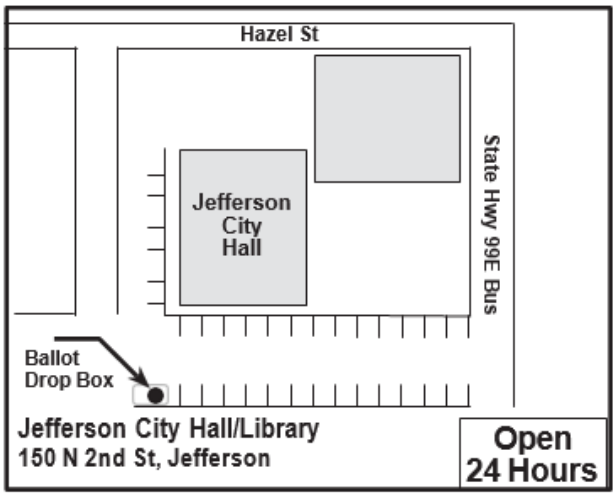 Hazel St
State Hwy 99E Bus
Jefferson
City
Hall
Ballot
Drop Box
Jefferson City Hall/Library
150 N 2nd St, Jefferson
Open
24 Hours